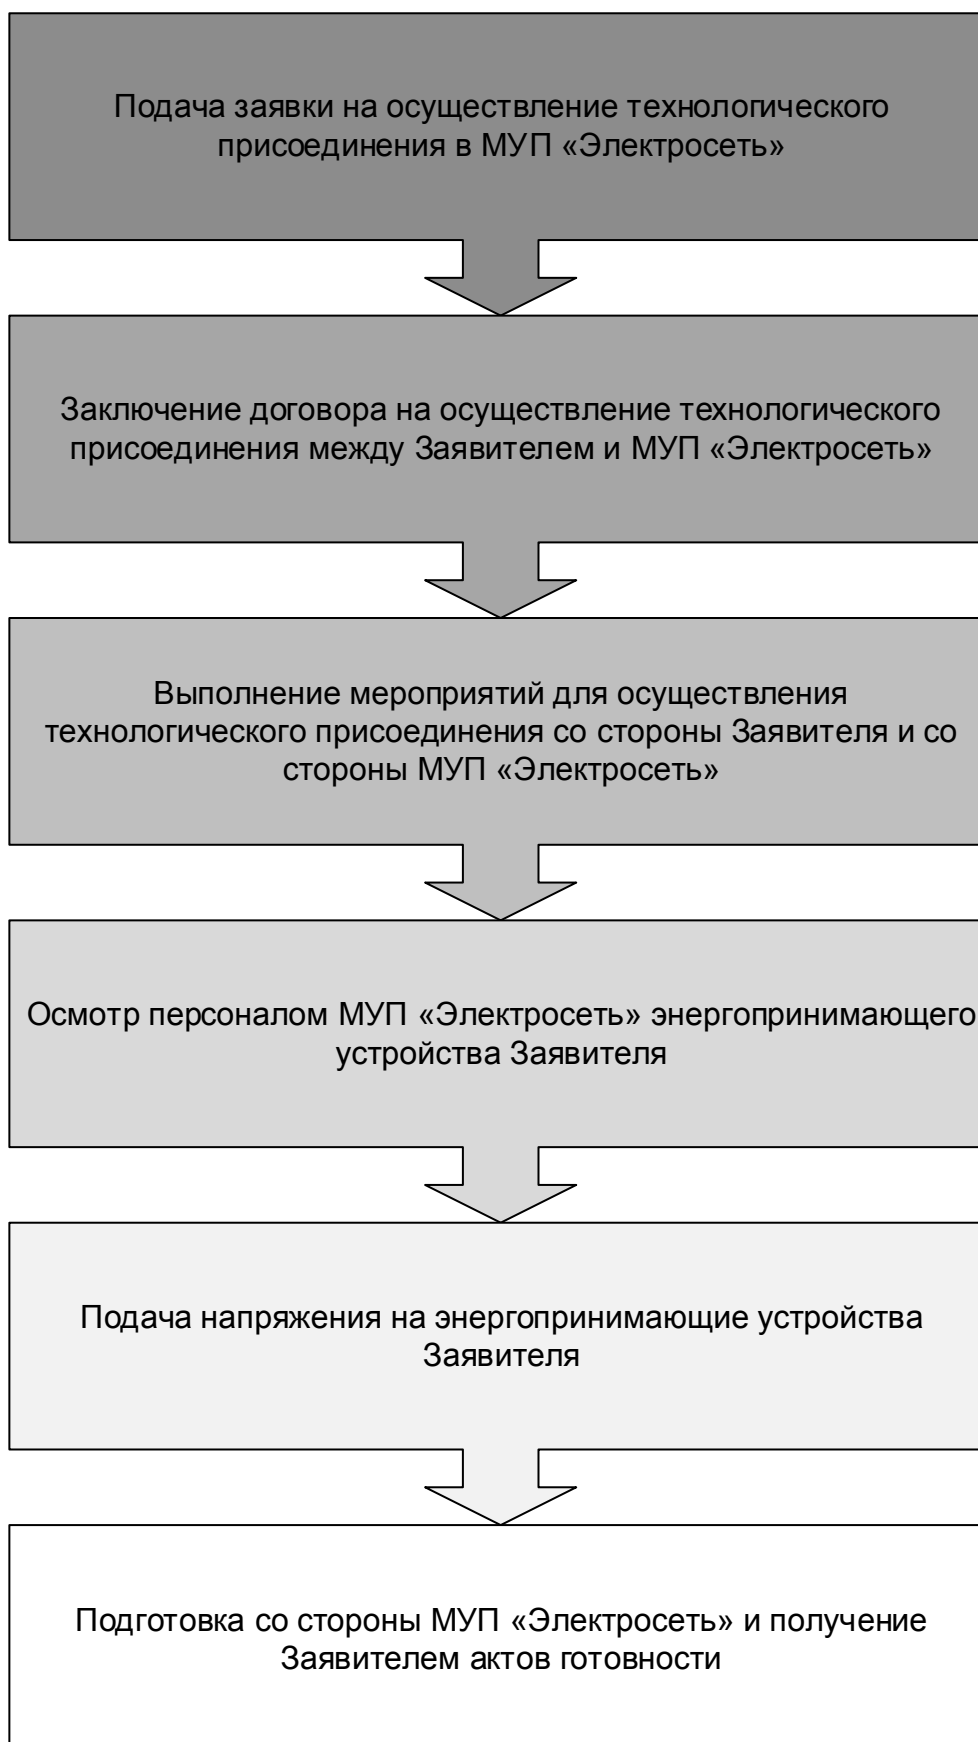 Подача заявки на осуществление технологического
присоединения в МУП «Электросеть»
Заключение договора на осуществление технологического
присоединения между Заявителем и МУП «Электросеть»
Выполнение мероприятий для осуществления
технологического присоединения со стороны Заявителя и со
стороны МУП «Электросеть»
Осмотр персоналом МУП «Электросеть» энергопринимающего
устройства Заявителя
Подача напряжения на энергопринимающие устройства
Заявителя
Подготовка со стороны МУП «Электросеть» и получение
Заявителем актов готовности